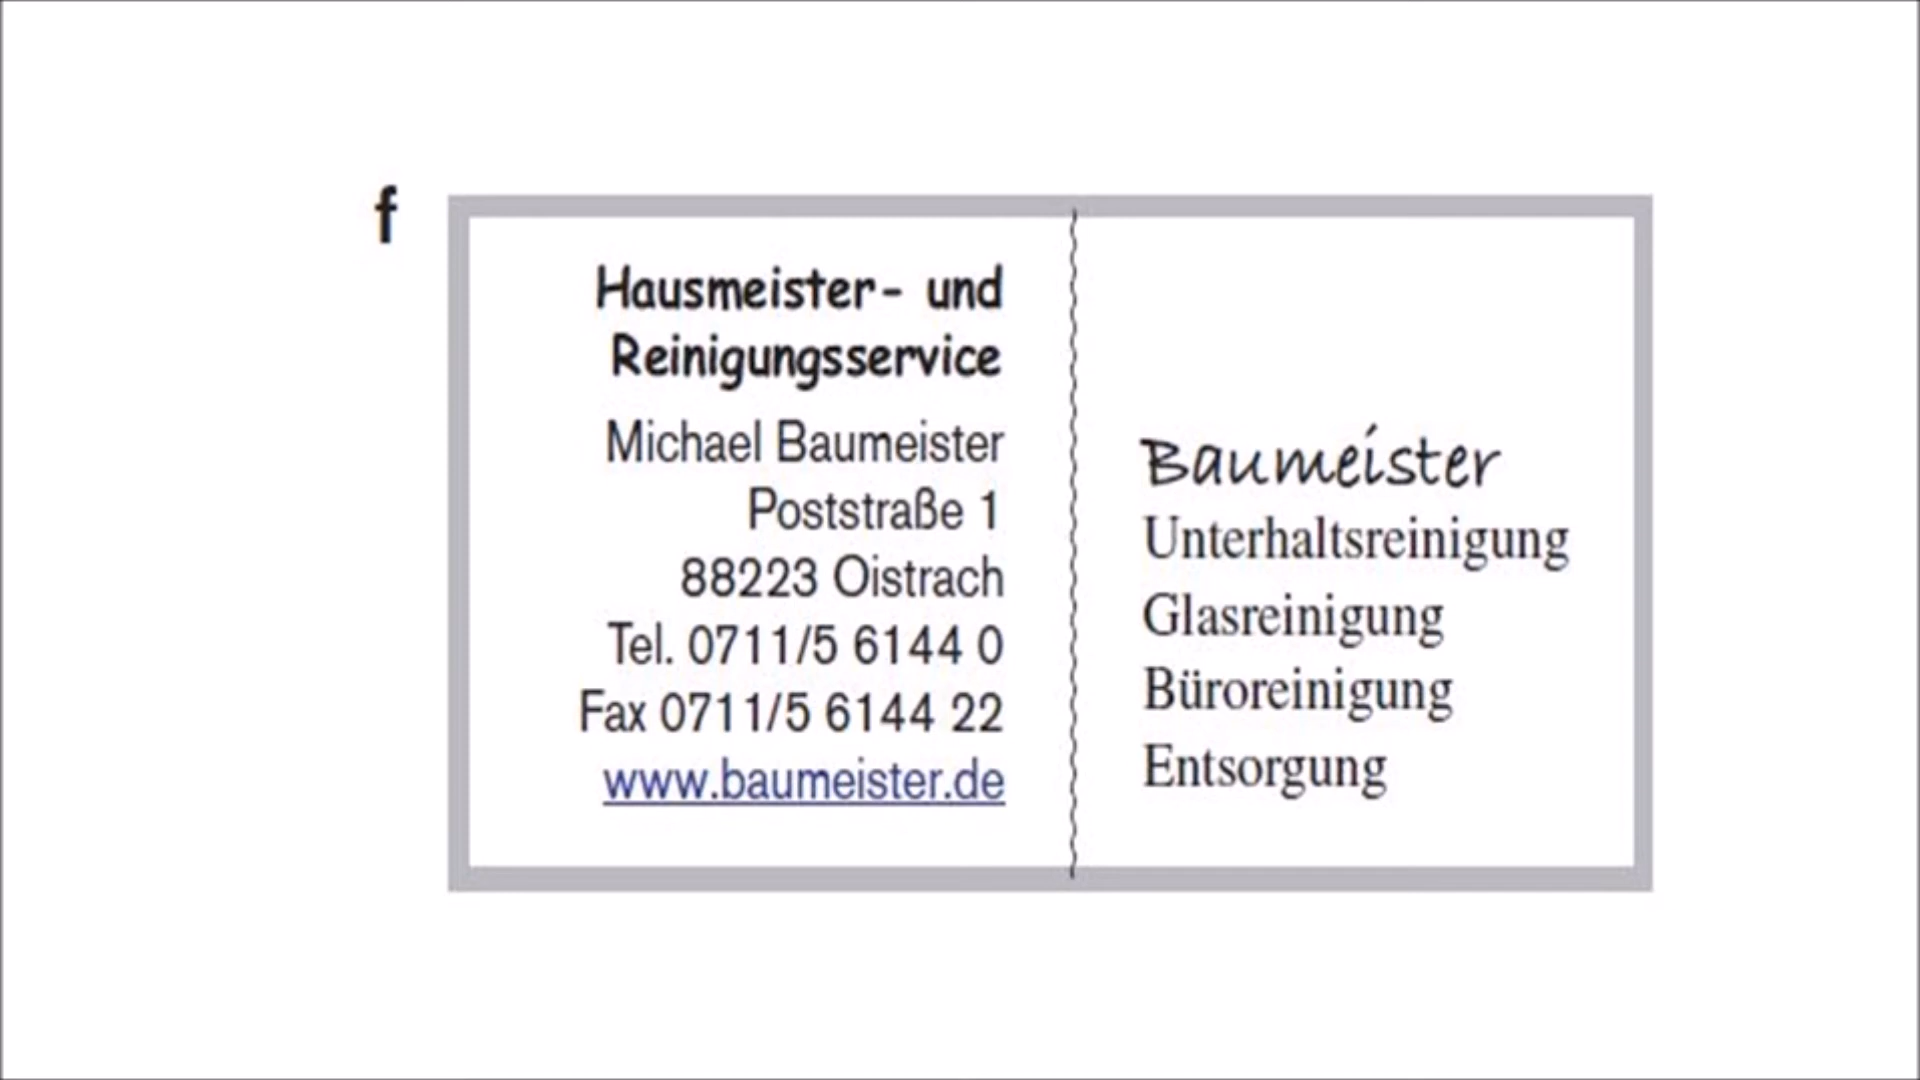 f
Hausmeister- und
Reinigungsservice
Michael Baumeister
Poststraße 1
88223 Oistrach
Tel. 0711/5 6144 0
Fax 0711/5 6144 22
www.baumeister.de
Baumeister
Unterhaltsreinigung
Glasreinigung
Büroreinigung
Entsorgung